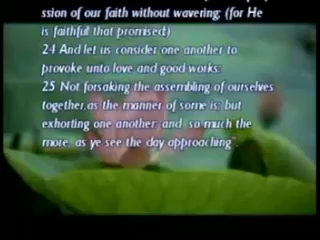 ssion of our faith without wavering; (for He
is faithful that promised;)
24 And let us consider one another to
provoke unto love and good works:
25 Not forsaking the assembling of ourselves
together,as the manner of some is; but
exhorting one another: and so much the
more, as ye see the day approaching".